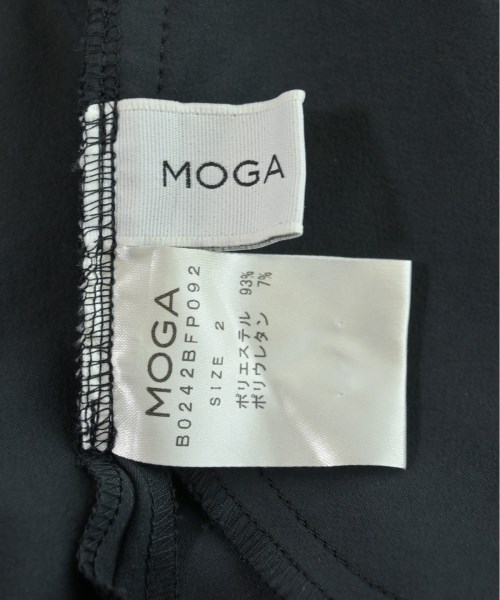 MOGA
MOGA
B0242BFP092
SIZE 2
ポリエステル 93%
ポリウレタン 7%